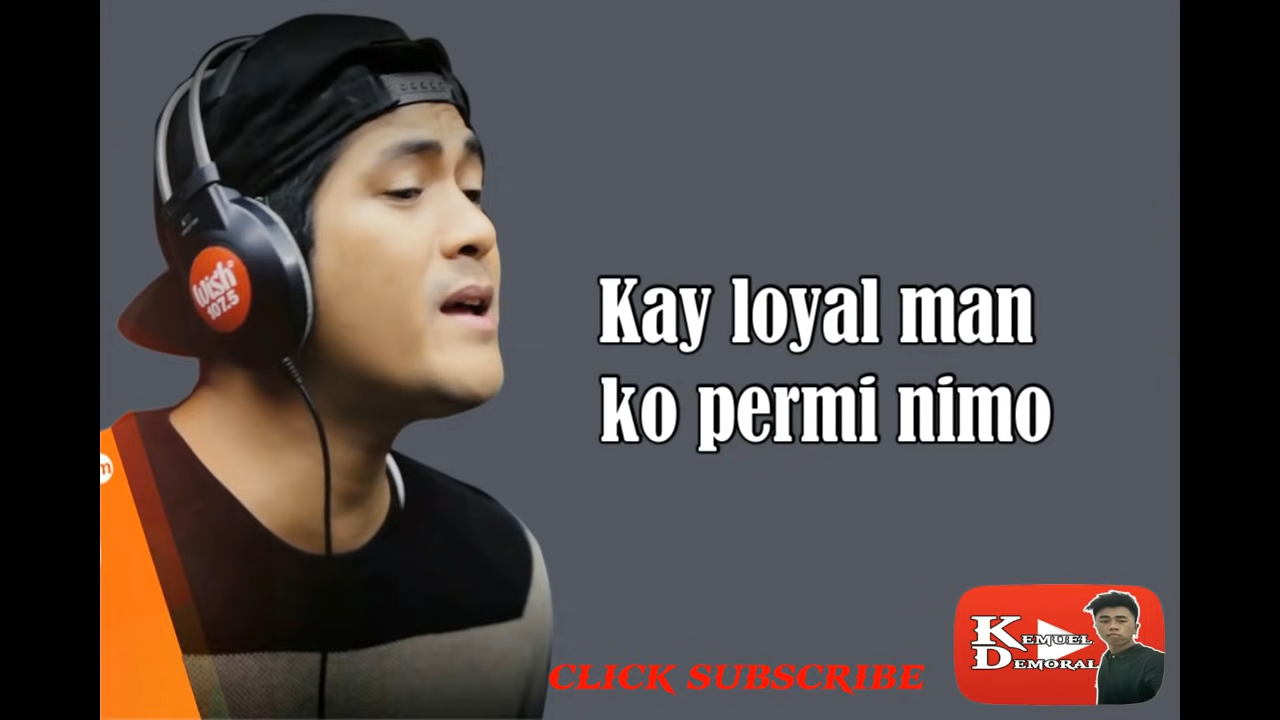 Wish
107.5
m
Kay loyal man
ko permi nimo
CLICK SUBSCRIBE
KEMUEL
DEMORAL